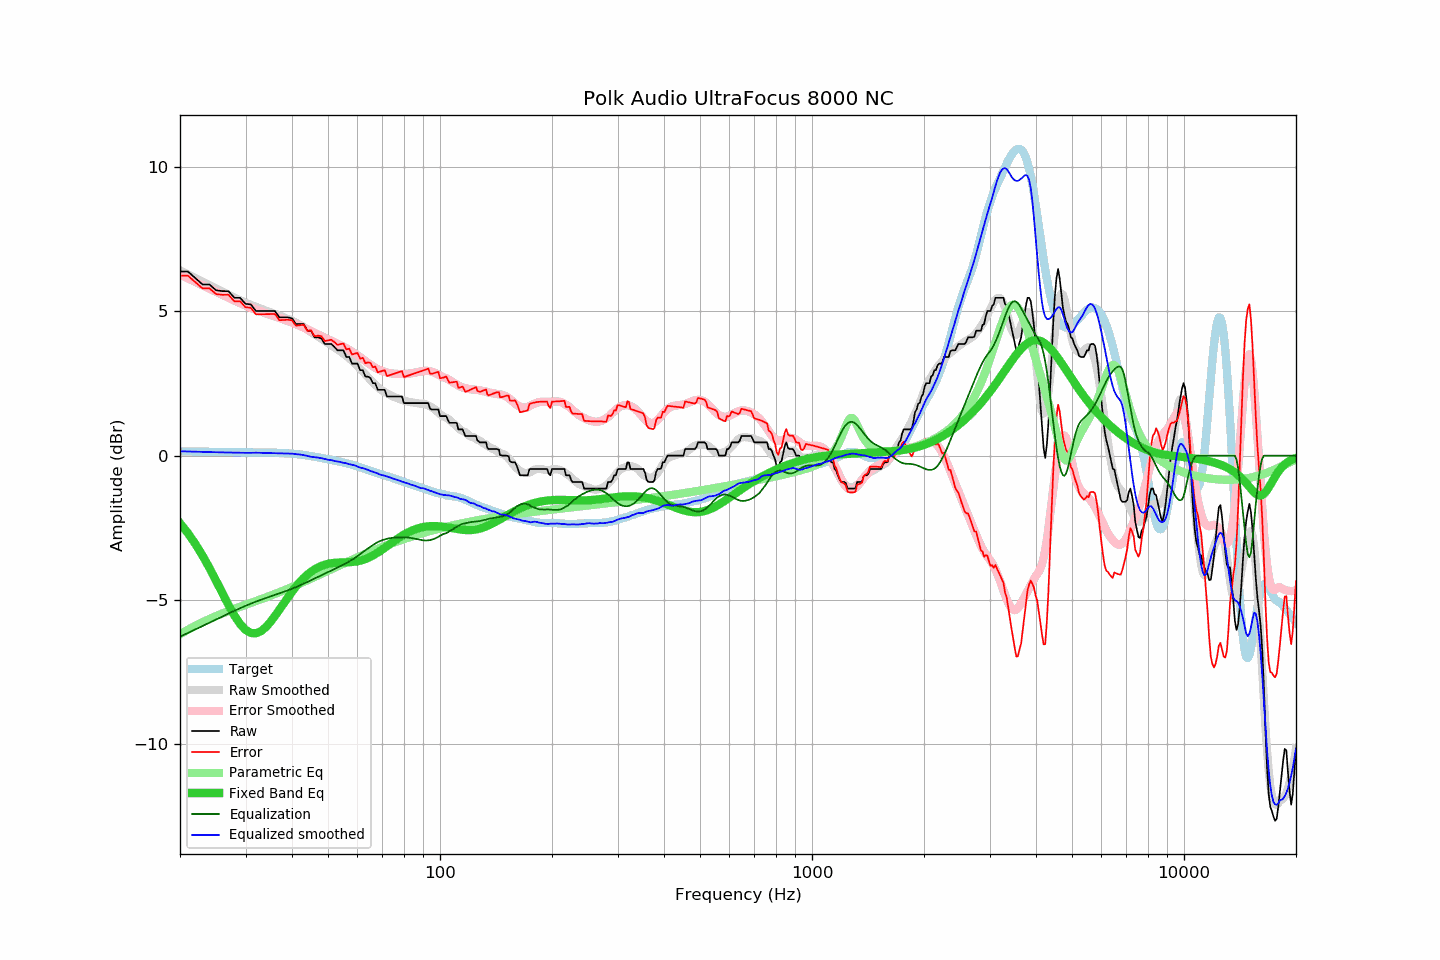 Polk Audio UltraFocus 8000 NC
10
5
0
−5
−10
Amplitude (dBr)
Target
Raw Smoothed
Error Smoothed
Raw
Error
Parametric Eq
Fixed Band Eq
Equalization
Equalized smoothed
100
1000
10000
Frequency (Hz)